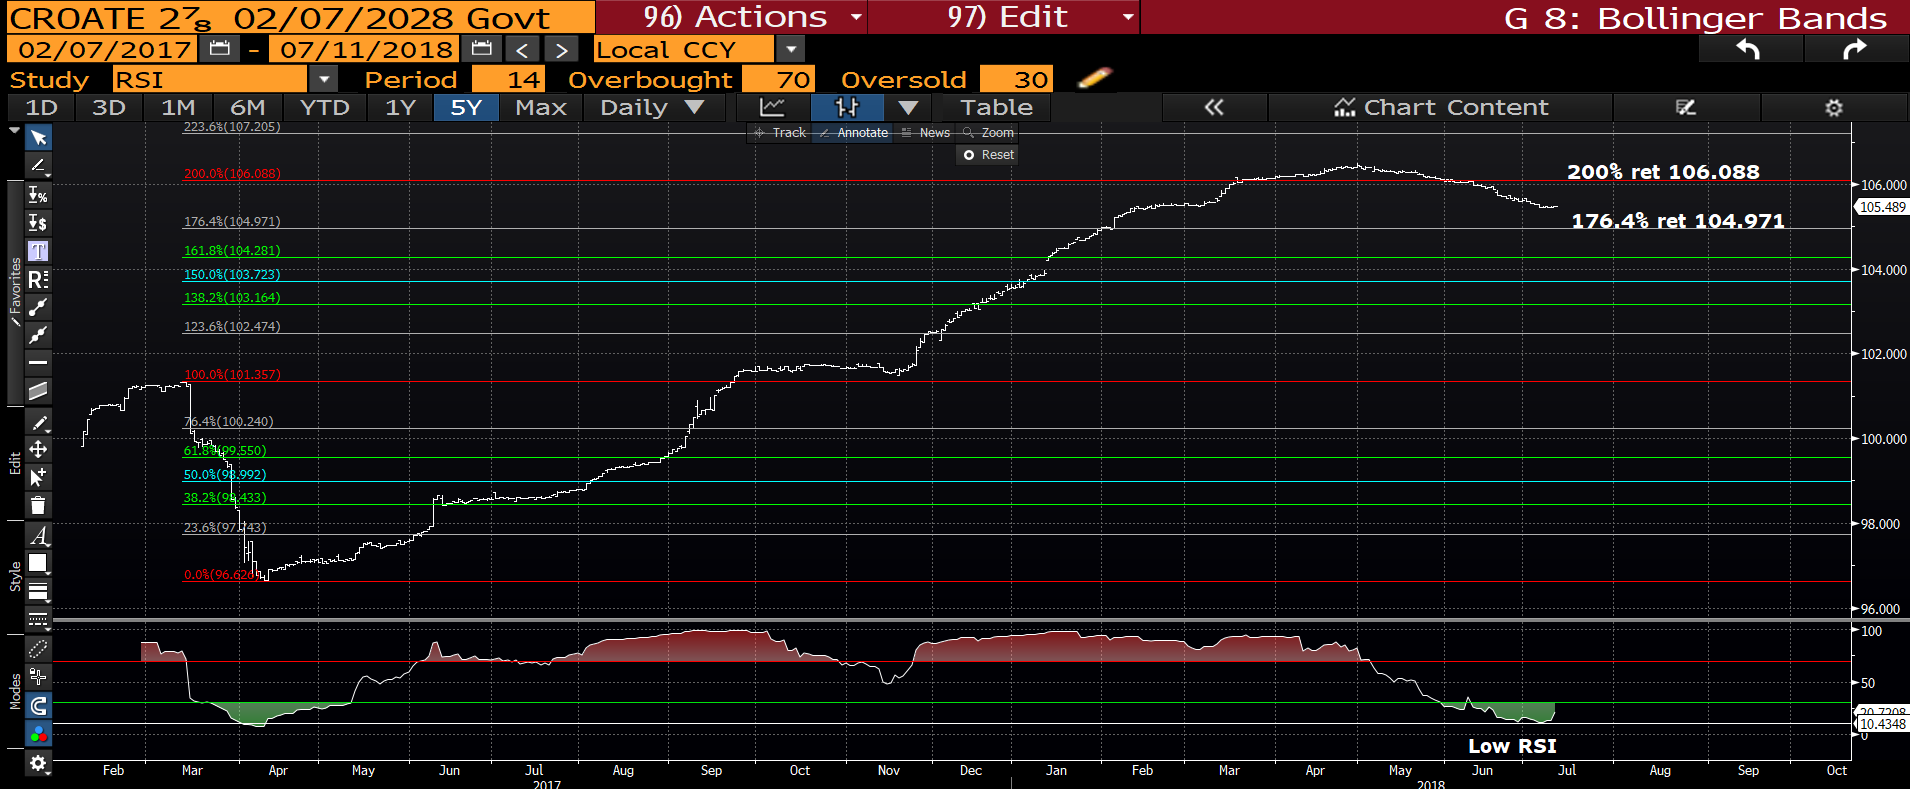 CROATE 2⅞ 02/07/2028 Govt 96) Actions 97) Edit G 8: Bollinger Bands
02/07/2017 - 07/11/2018 < > Local CCY
Study RSI Period 14 Overbought 70 Oversold 30
1D 3D 1M 6M YTD 1Y 5Y Max Daily ▼ ▼ Table « Chart Content
Track Annotate News Zoom
Reset
223.6%(107.205)
200.0%(106.088)
200% ret 106.088
106.000
105.489
176.4%(104.971)
176.4% ret 104.971
161.8%(104.281)
104.000
150.0%(103.723)
138.2%(103.164)
123.6%(102.474)
102.000
100.0%(101.357)
76.4%(100.240)
100.000
61.8%(99.550)
50.0%(98.992)
38.2%(98.433)
98.000
23.6%(97.743)
0.0%(96.626)
96.000
Favorites
Edit
Style
Modes
%
$
T
R
A
100
50
20.7208
10.4348
0
Low RSI
Feb Mar Apr May Jun Jul Aug Sep Oct Nov Dec Jan Feb Mar Apr May Jun Jul Aug Sep Oct
2017 2018